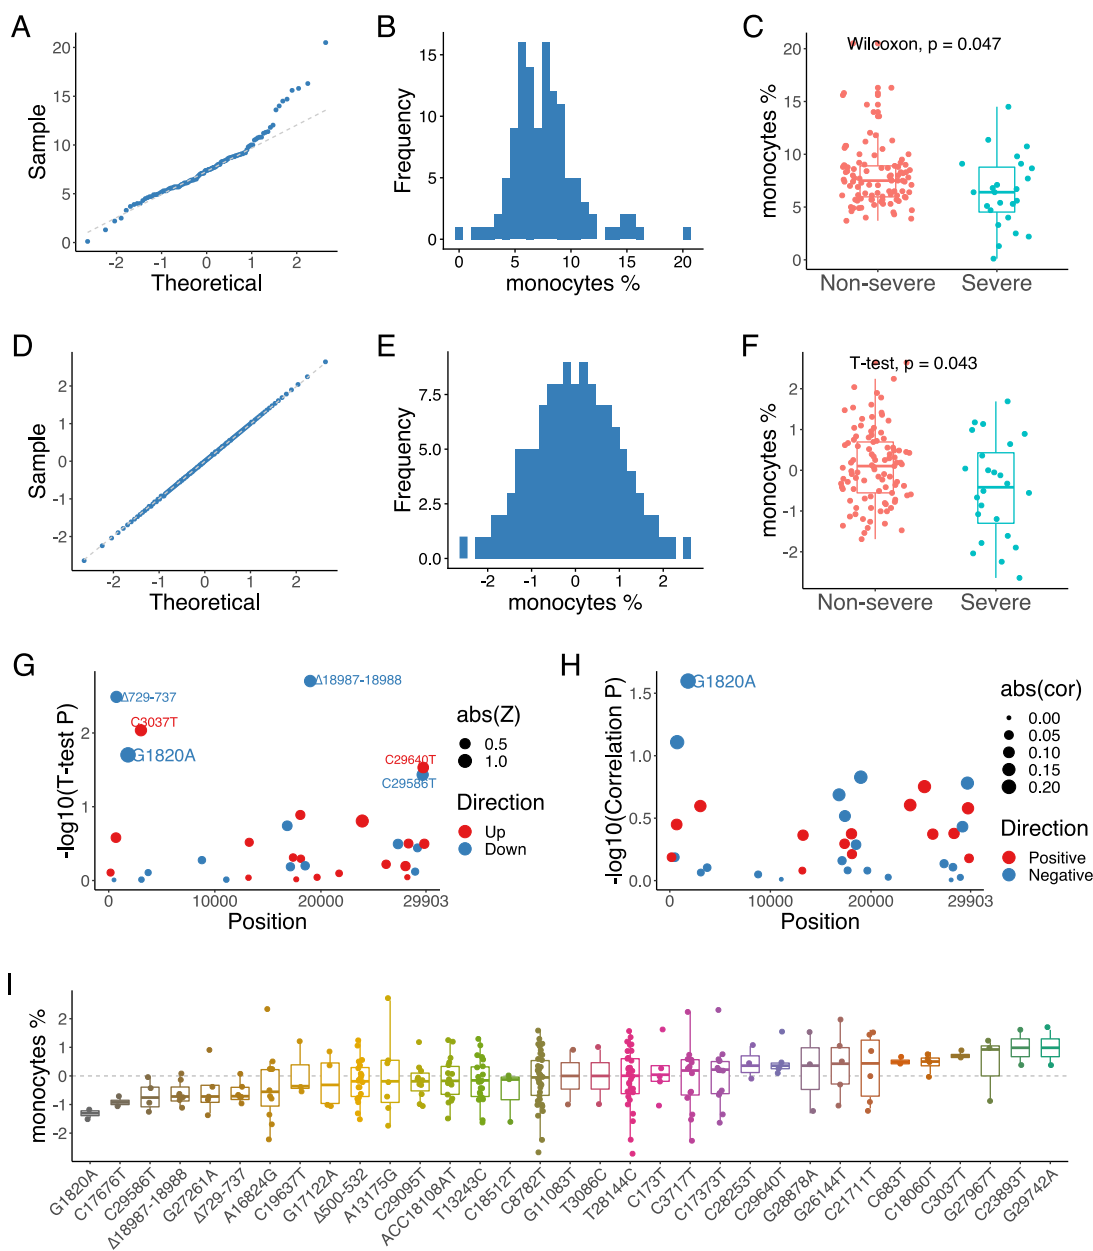 A
20
15
10
5
0
Sample
-2
-1
0
1
2
Theoretical
B
15
10
5
0
Frequency
0
5
10
15
20
monocytes %
C
20
15
10
5
0
monocytes %
Wilcoxon, p = 0.047
Non-severe
Severe
D
2
1
0
-1
-2
Sample
-2
-1
0
1
2
Theoretical
E
7.5
5.0
2.5
0.0
Frequency
-2
-1
0
1
2
monocytes %
F
2
1
0
-1
-2
monocytes %
T-test, p = 0.043
Non-severe
Severe
G
2
1
0
-log10(T-test P)
Δ729-737
Δ18987-18988
C3037T
G1820A
C29640T
C29586T
0
10000
20000
29903
Position
abs(Z)
0.5
1.0
Direction
Up
Down
H
1.5
1.0
0.5
0.0
-log10(Correlation P)
G1820A
0
10000
20000
29903
Position
abs(cor)
0.00
0.05
0.10
0.15
0.20
Direction
Positive
Negative
I
2
1
0
-1
-2
monocytes %
G1820A
C17676T
C29586T
Δ18987-18988
G27261A
Δ729-737
A16824G
C19637T
G17122A
Δ500-532
A13175G
C29095T
ACC18108AT
T13243C
C18512T
C8782T
G11083T
T3086C
T28144C
C173T
C3717T
C17373T
C28253T
C29640T
G28878A
G26144T
C21711T
C683T
C18060T
C3037T
G27967T
C23893T
G29742A